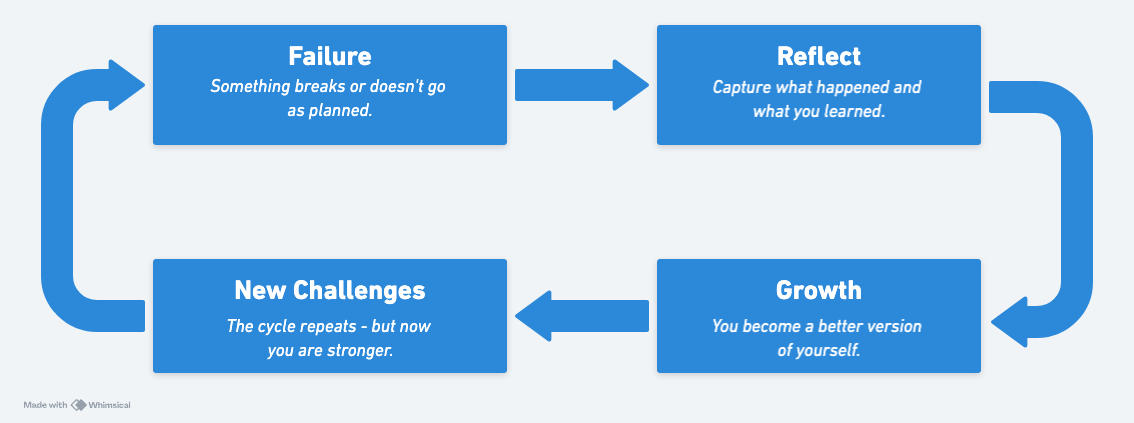 Failure
Something breaks or doesn't go
as planned.
Reflect
Capture what happened and
what you learned.
New Challenges
The cycle repeats - but now
you are stronger.
Growth
You become a better version
of yourself.
Made with Whimsical